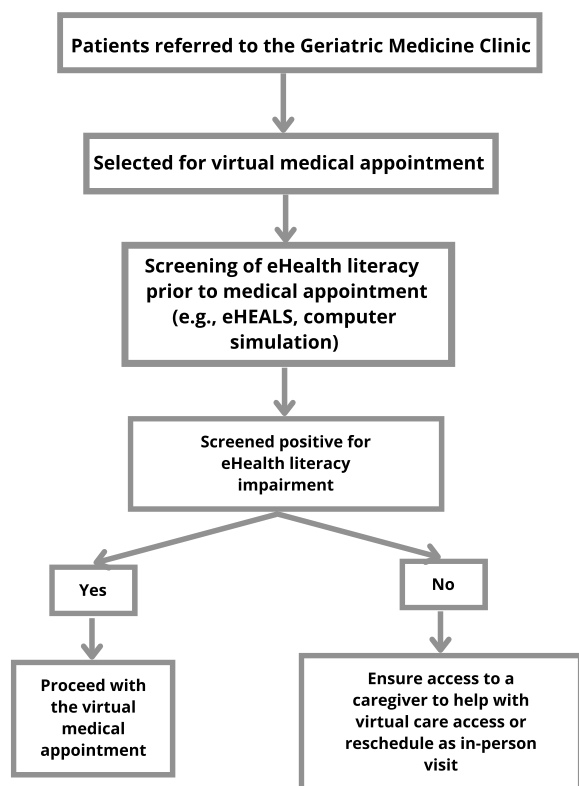 Patients referred to the Geriatric Medicine Clinic
Selected for virtual medical appointment
Screening of eHealth literacy
prior to medical appointment
(e.g., eHEALS, computer
simulation)
Screened positive for
eHealth literacy
impairment
Yes
No
Proceed with
the virtual
medical
appointment
Ensure access to a
caregiver to help with
virtual care access or
reschedule as in-person
visit